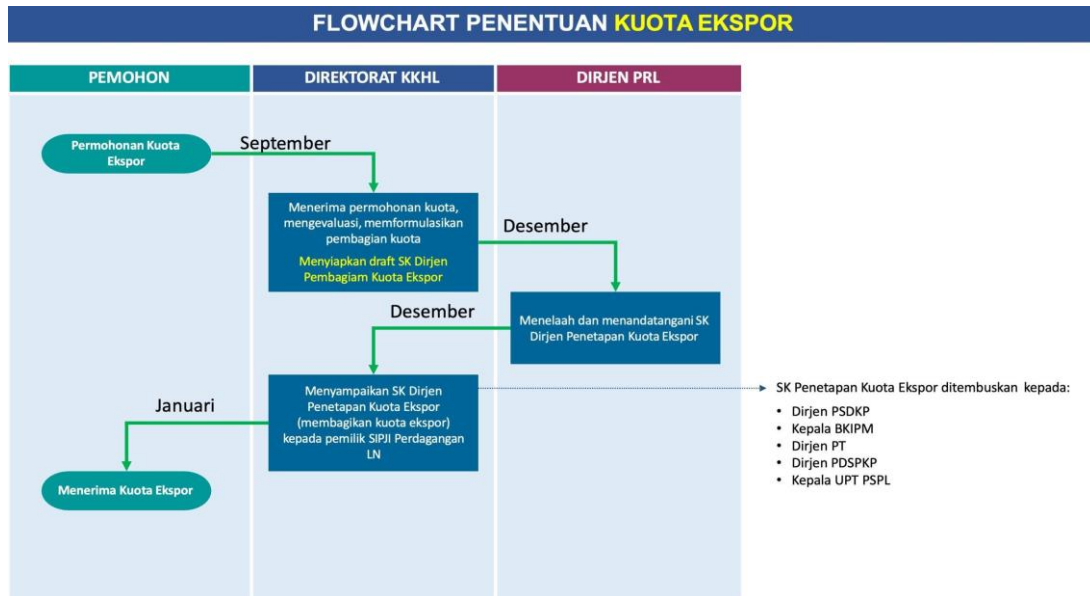 FLOWCHART PENENTUAN KUOTA EKSPOR
PEMOHON
DIREKTORAT KKHL
DIRJEN PRL
Permohonan Kuota
Ekspor
September
Menerima permohonan kuota,
mengevaluasi, memformulasikan
pembagian kuota
Menyiapkan draft SK Dirjen
Pembagiam Kuota Ekspor
Desember
Menelaah dan menandatangani SK
Dirjen Penetapan Kuota Ekspor
Desember
Menyampaikan SK Dirjen
Penetapan Kuota Ekspor
(membagikan kuota ekspor)
kepada pemilik SIPJI Perdagangan
LN
Januari
Menerima Kuota Ekspor
SK Penetapan Kuota Ekspor ditembuskan kepada:
• Dirjen PSDKP
• Kepala BKIPM
• Dirjen PT
• Dirjen PDSPKP
• Kepala UPT PSPL